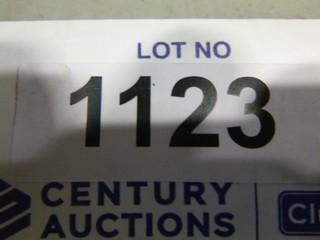 LOT NO
1123
CENTURY
AUCTIONS